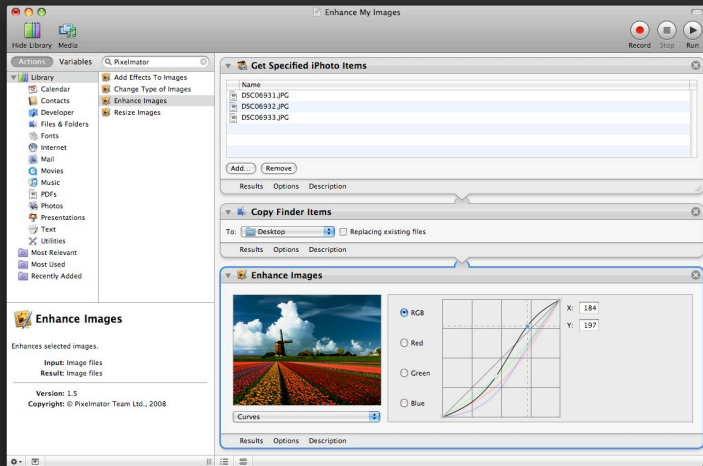 Enhance My Images
Hide Library Media
Record Stop Run
Actions Variables Pixelmator
Library
Calendar
Contacts
Developer
Files & Folders
Fonts
Internet
Mail
Movies
Music
PDFs
Photos
Presentations
Text
Utilities
Most Relevant
Most Used
Recently Added
Add Effects To Images
Change Type of Images
Enhance Images
Resize Images
Enhance Images
Enhances selected images.
Input: Image files
Result: Image files
Version: 1.5
Copyright: © Pixelmator Team Ltd., 2008
Get Specified iPhoto Items
Name
DSC06931.JPG
DSC06932.JPG
DSC06933.JPG
Add... Remove
Results Options Description
Copy Finder Items
To: Desktop Replacing existing files
Results Options Description
Enhance Images
RGB
Red
Green
Blue
X: 184
Y: 197
Curves
Results Options Description